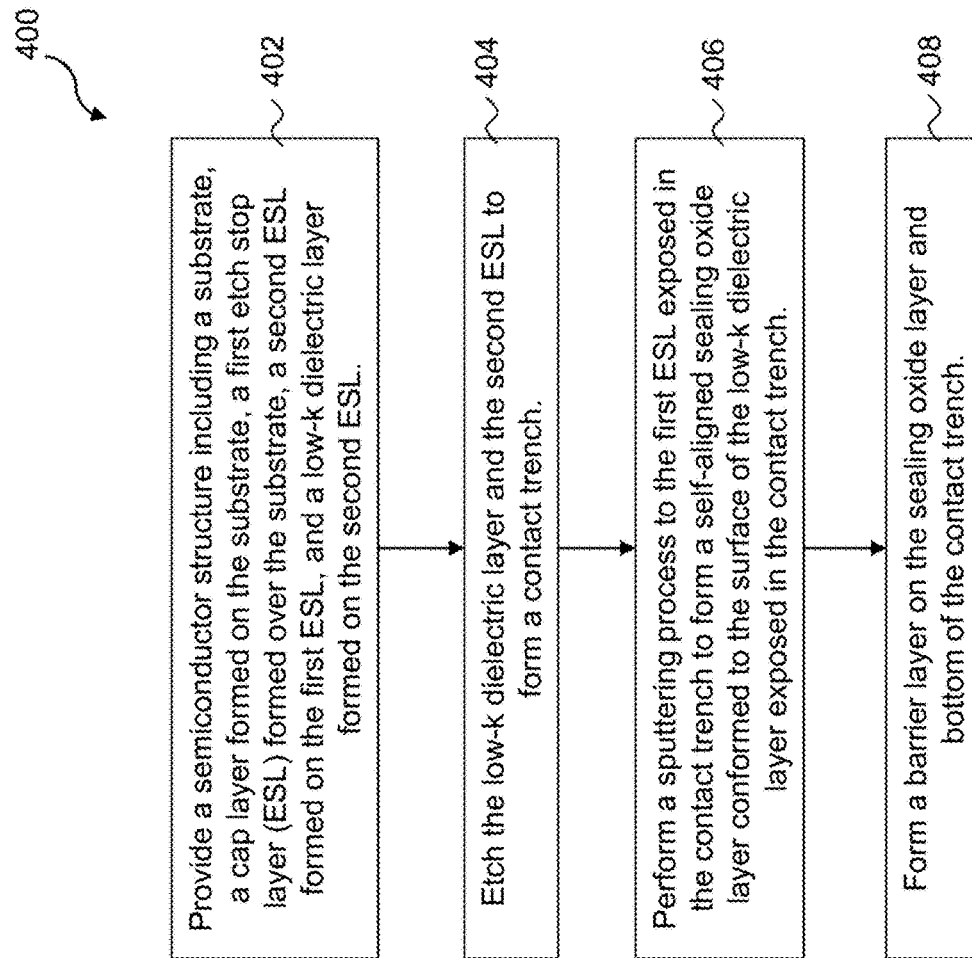 400
Provide a semiconductor structure including a substrate,
a cap layer formed on the substrate, a first etch stop
layer (ESL) formed over the substrate, a second ESL
formed on the first ESL, and a low-k dielectric layer
formed on the second ESL.
402
Etch the low-k dielectric layer and the second ESL to
form a contact trench.
404
Perform a sputtering process to the first ESL exposed in
the contact trench to form a self-aligned sealing oxide
layer conformed to the surface of the low-k dielectric
layer exposed in the contact trench.
406
Form a barrier layer on the sealing oxide layer and
bottom of the contact trench.
408